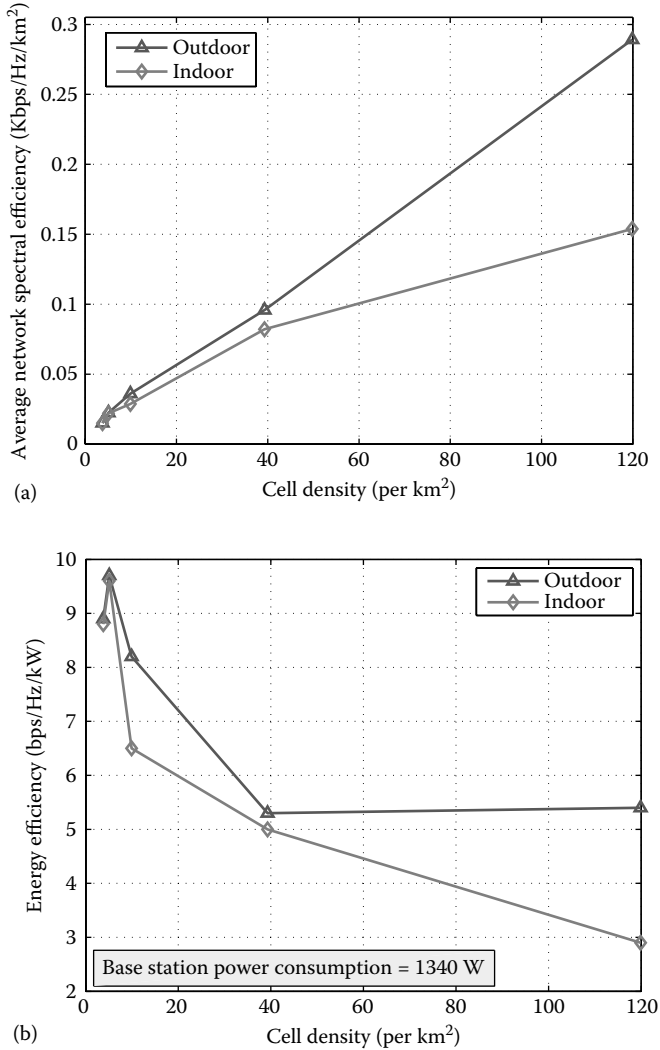 0.3
0.25
0.2
0.15
0.1
0.05
0
Average network spectral efficiency (Kbps/Hz/km²)
Outdoor
Indoor
0 20 40 60 80 100 120
Cell density (per km²)
(a)
10
9
8
7
6
5
4
3
2
Energy efficiency (bps/Hz/kW)
Outdoor
Indoor
Base station power consumption = 1340 W
0 20 40 60 80 100 120
Cell density (per km²)
(b)